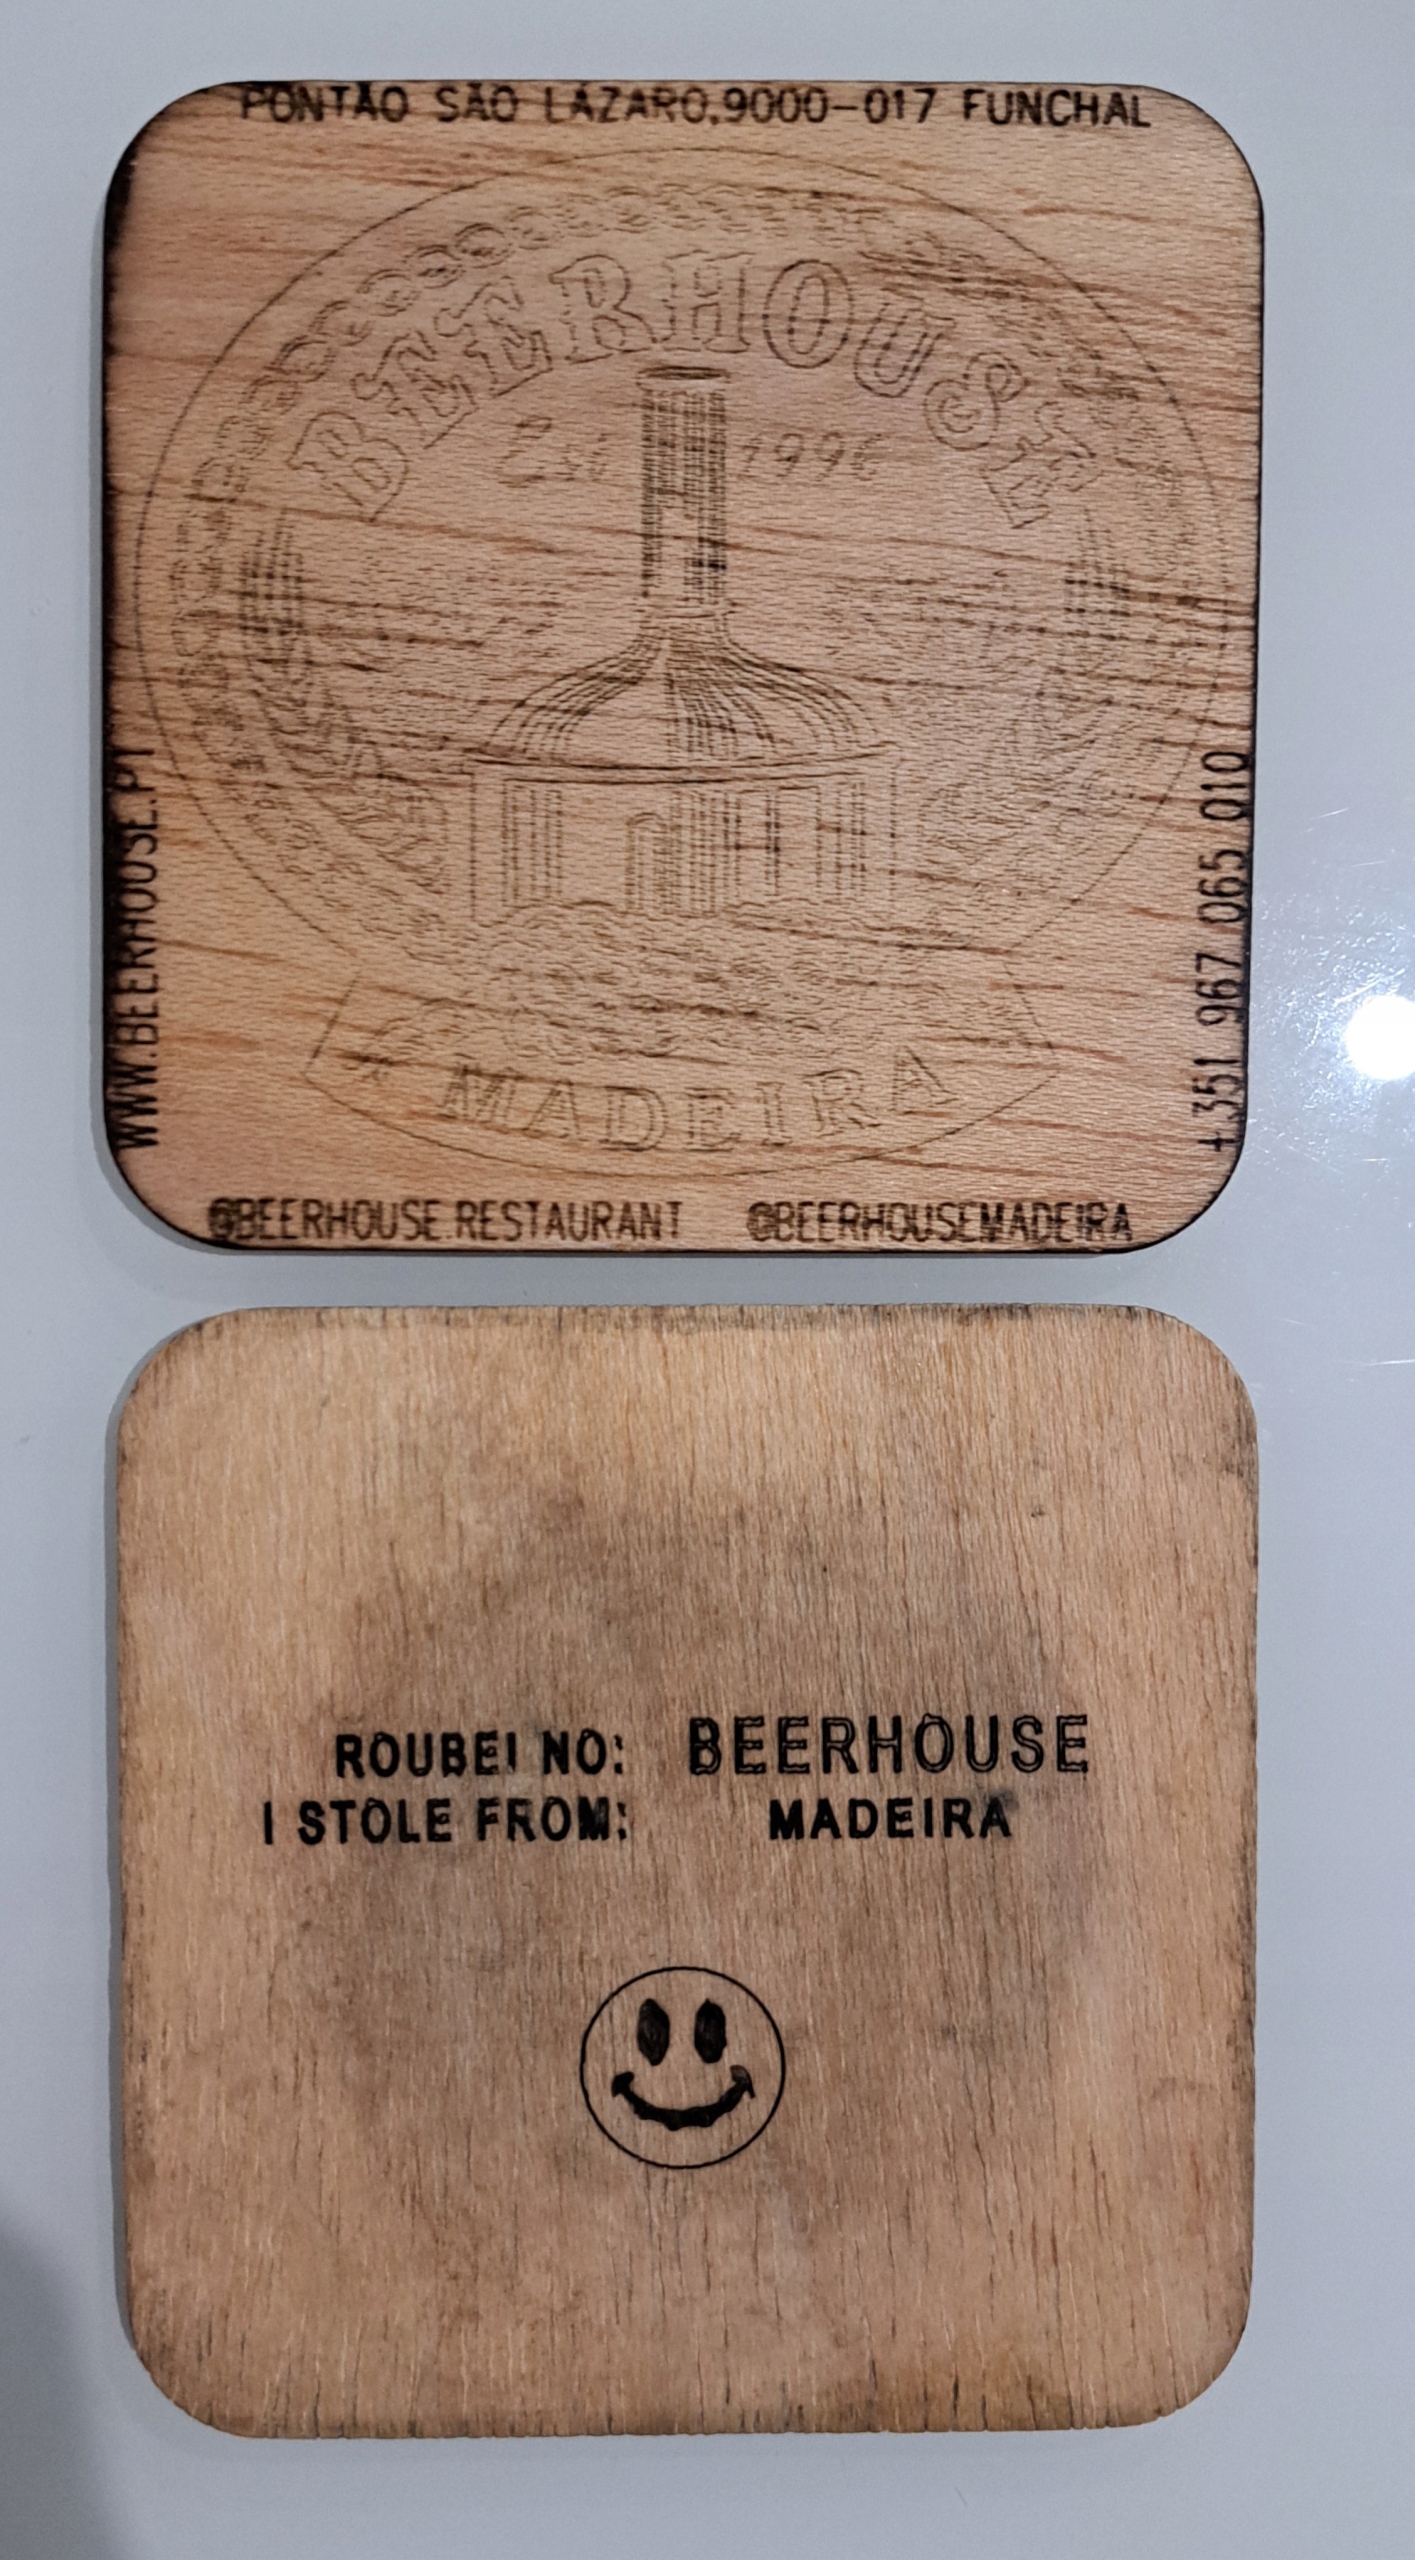 PONTÃO SÃO LÁZARO,9000-017 FUNCHAL
BEERHOUSE
Est 1996
MADEIRA
WWW.BEERHOUSE.PT
+351 967 065 010
@BEERHOUSE.RESTAURANT @BEERHOUSEMADEIRA
ROUBEI NO: BEERHOUSE
I STOLE FROM: MADEIRA